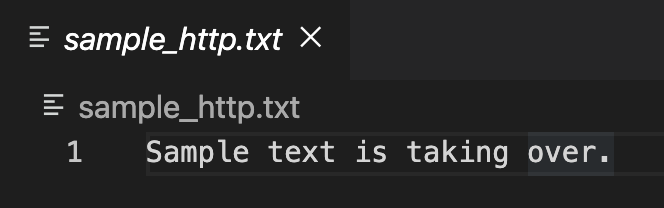 sample_http.txt
sample_http.txt
1 Sample text is taking over.